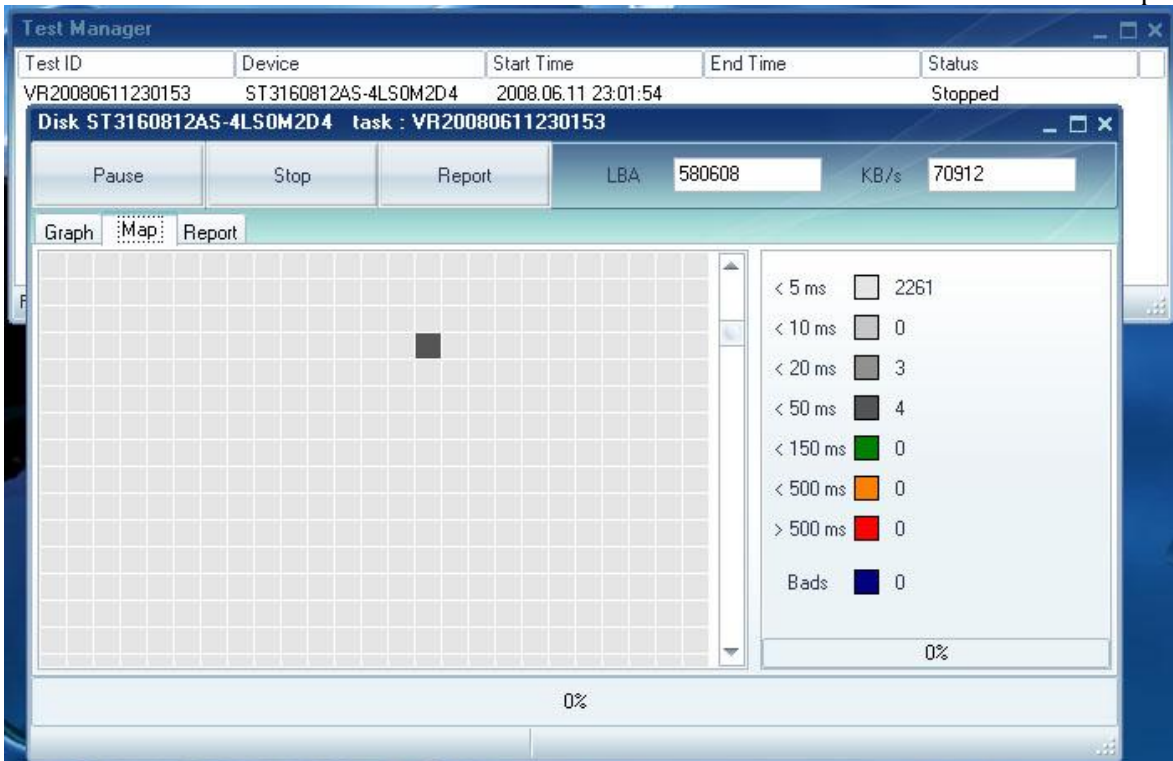 Test Manager
Test ID Device Start Time End Time Status
VR20080611230153 ST3160812AS-4LS0M2D4 2008.06.11 23:01:54 Stopped
Disk ST3160812AS-4LS0M2D4 task : VR20080611230153
Pause Stop Report LBA 580608 KB/s 70912
Graph Map Report
< 5 ms 2261
< 10 ms 0
< 20 ms 3
< 50 ms 4
< 150 ms 0
< 500 ms 0
> 500 ms 0
Bads 0
0%
0%